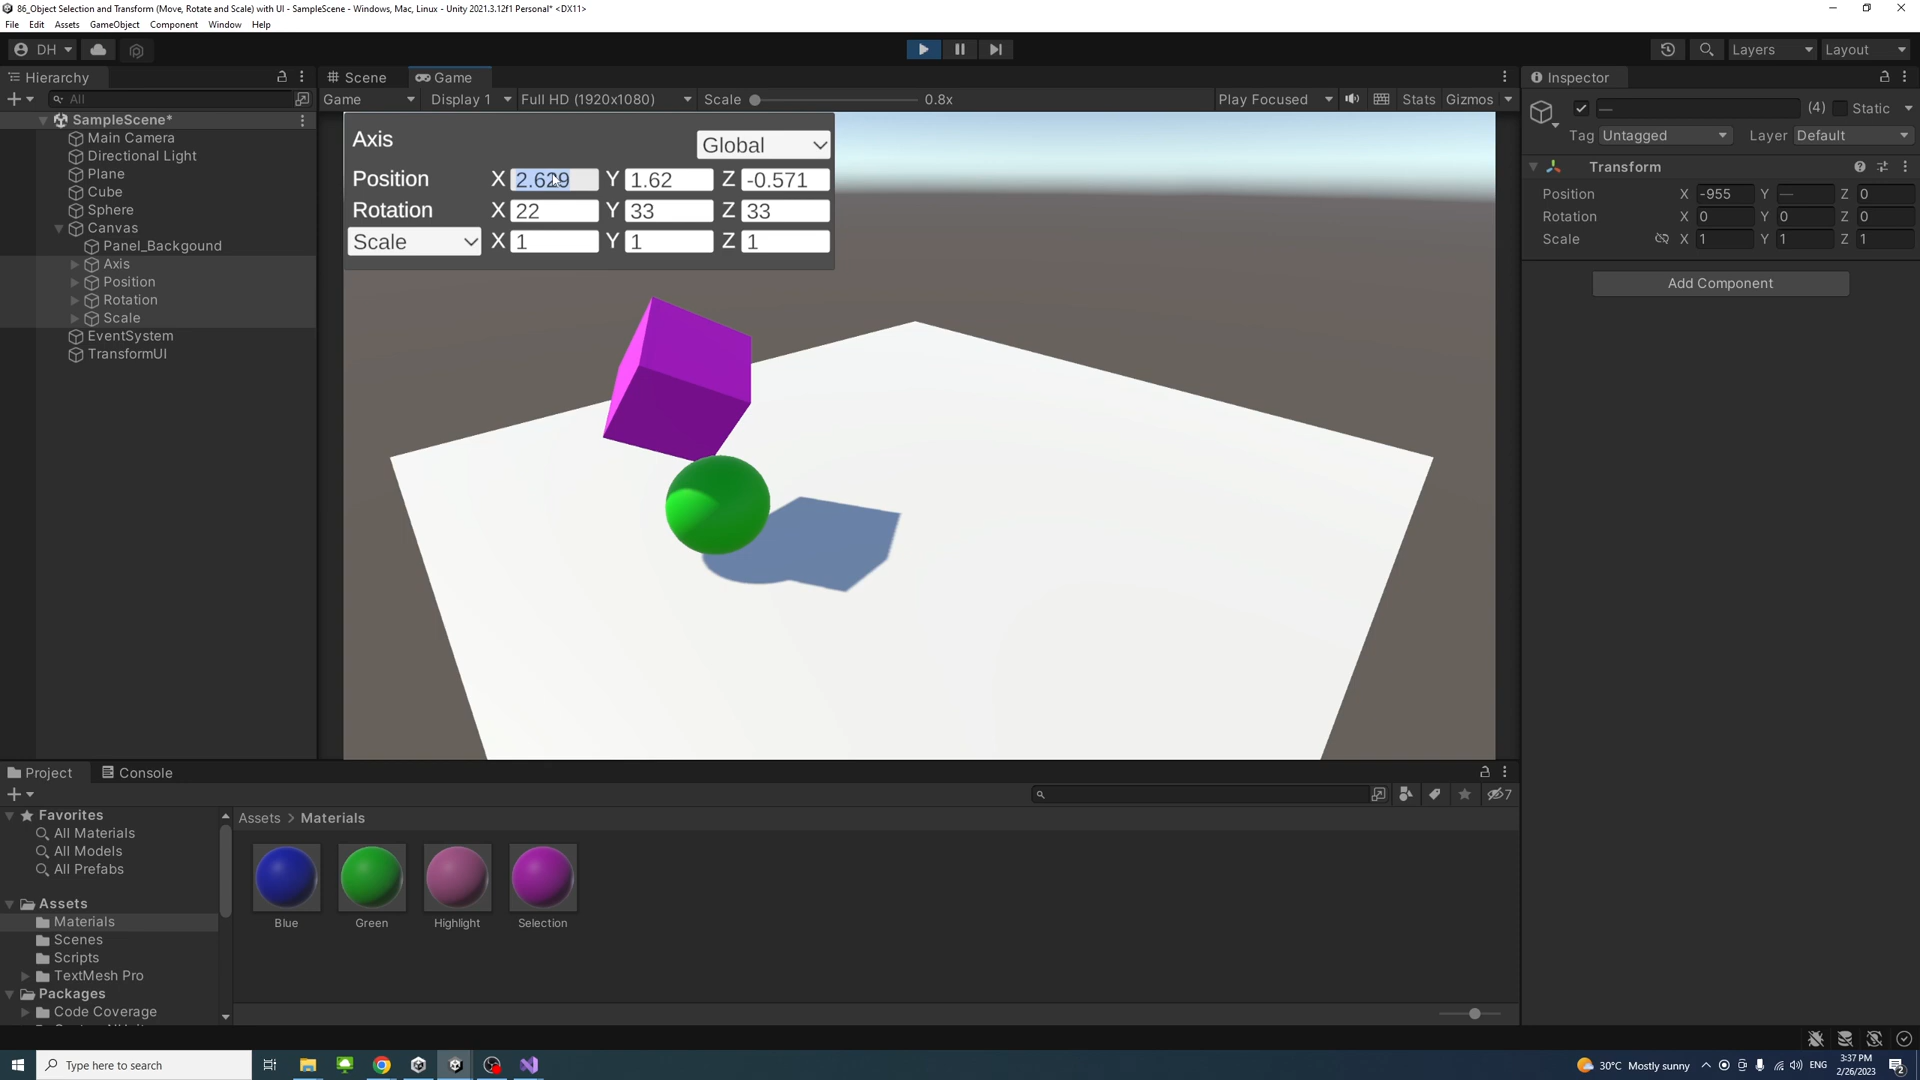 86_Object Selection and Transform (Move, Rotate and Scale) with UI - SampleScene - Windows, Mac, Linux - Unity 2021.3.12f1 Personal* <DX11>
File Edit Assets GameObject Component Window Help
DH Layers Layout
Hierarchy
All
SampleScene*
Main Camera
Directional Light
Plane
Cube
Sphere
Canvas
Panel_Backgound
Axis
Position
Rotation
Scale
EventSystem
TransformUI
Scene Game
Game Display 1 Full HD (1920x1080) Scale 0.8x Play Focused Stats Gizmos
Axis Global
Position X 2.629 Y 1.62 Z -0.571
Rotation X 22 Y 33 Z 33
Scale X 1 Y 1 Z 1
Inspector
— (4) Static
Tag Untagged Layer Default
Transform
Position X -955 Y — Z 0
Rotation X 0 Y 0 Z 0
Scale X 1 Y 1 Z 1
Add Component
Project Console
7
Favorites
All Materials
All Models
All Prefabs
Assets
Materials
Scenes
Scripts
TextMesh Pro
Packages
Code Coverage
Assets > Materials
Blue Green Highlight Selection
Type here to search
30°C Mostly sunny ENG
3:37 PM
2/26/2023
2